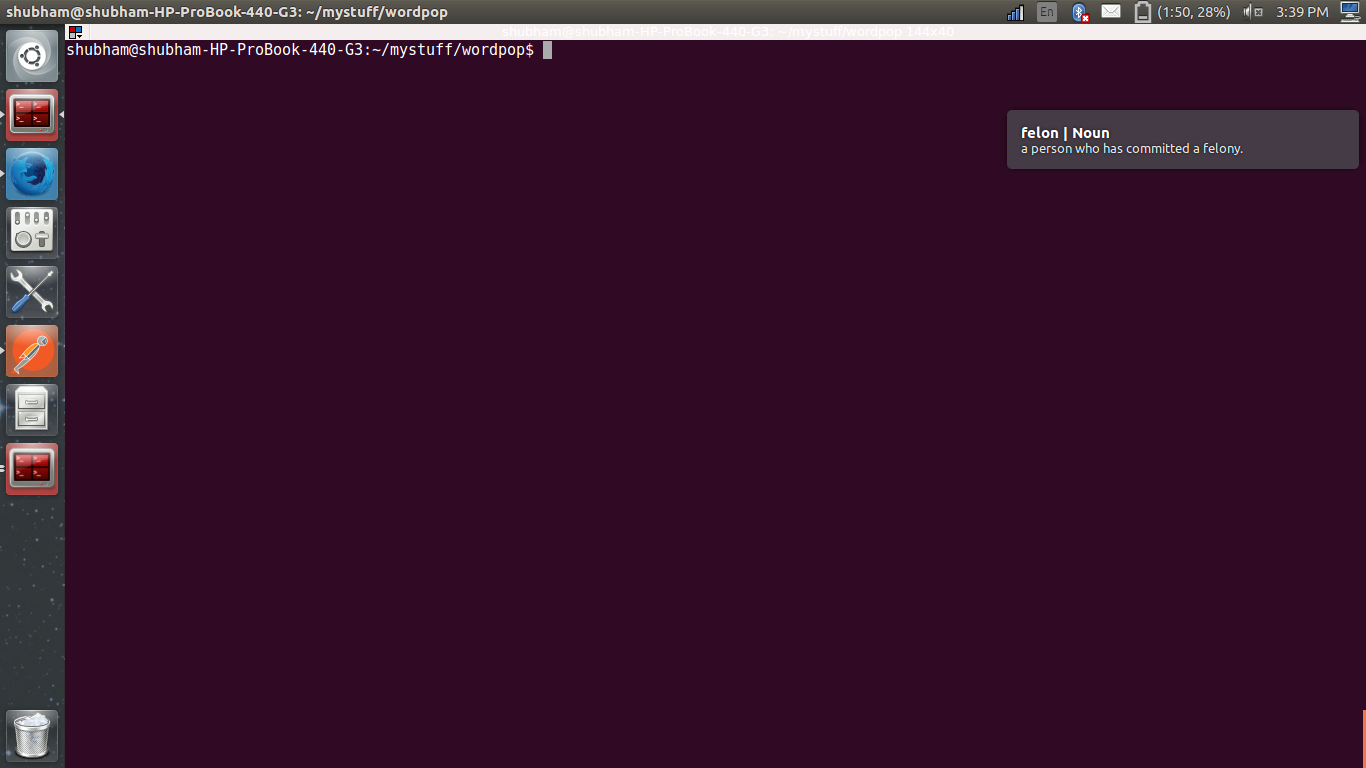 shubham@shubham-HP-ProBook-440-G3: ~/mystuff/wordpop
En
(1:50, 28%)
3:39 PM
shubham@shubham-HP-ProBook-440-G3:~/mystuff/wordpop 144x40
shubham@shubham-HP-ProBook-440-G3:~/mystuff/wordpop$
felon | Noun
a person who has committed a felony.